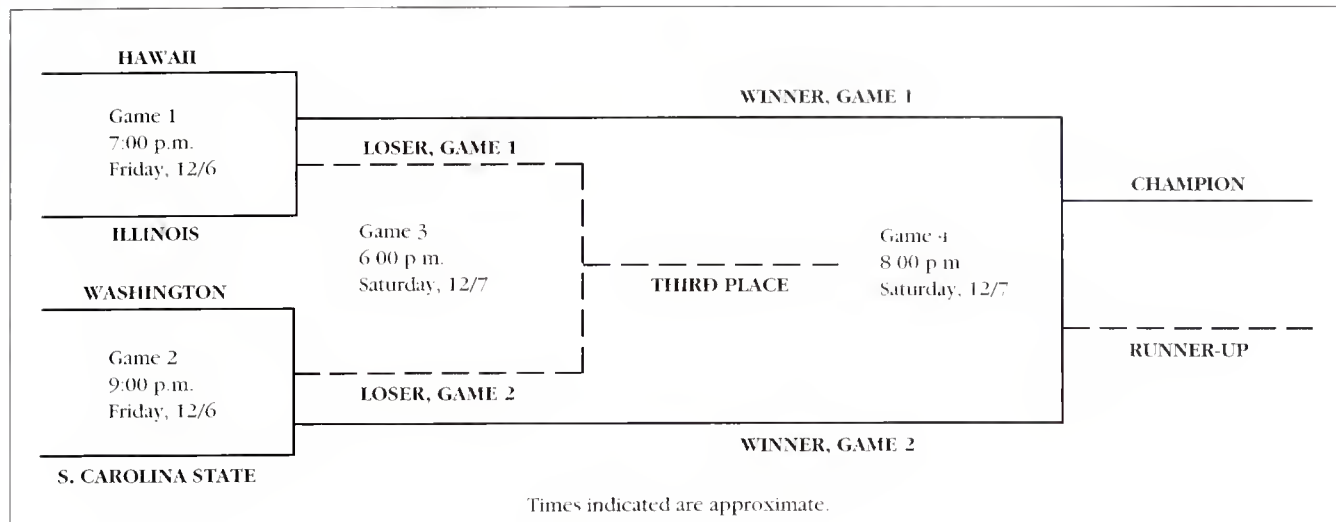 HAWAII
Game 1
7:00 p.m.
Friday, 12/6
ILLINOIS
WINNER, GAME 1
LOSER, GAME 1
CHAMPION
Game 3
6 00 p m.
Saturday, 12/7
THIRD PLACE
Game 4
8 00 p m
Saturday, 12/7
WASHINGTON
Game 2
9:00 p.m.
Friday, 12/6
S. CAROLINA STATE
LOSER, GAME 2
WINNER, GAME 2
RUNNER-UP
Times indicated are approximate.